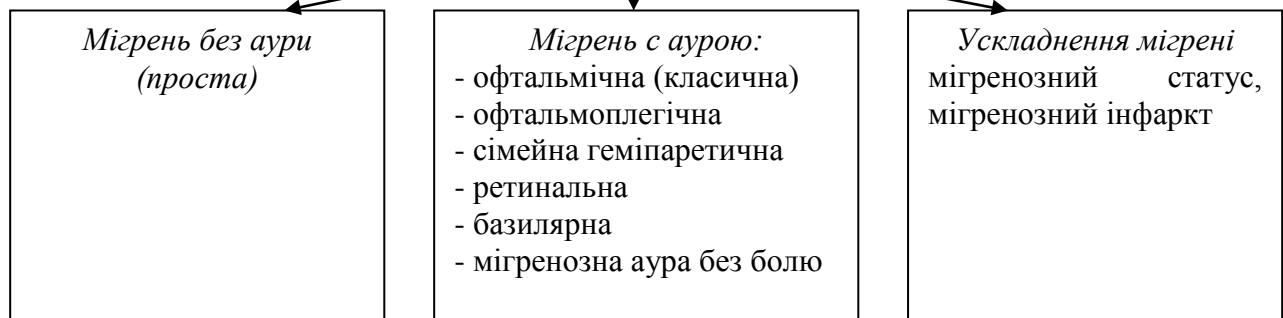 Мігрень без аури
(проста)
Мігрень с аурою:
- офтальмічна (класична)
- офтальмоплегічна
- сімейна геміпаретична
- ретинальна
- базилярна
- мігренозна аура без болю
Ускладнення мігрені
мігренозний статус,
мігренозний інфаркт